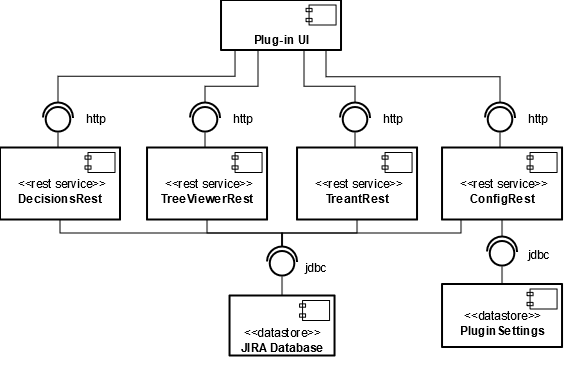 Plug-in UI
http
http
http
http
<<rest service>>
DecisionsRest
<<rest service>>
TreeViewerRest
<<rest service>>
TreantRest
<<rest service>>
ConfigRest
jdbc
jdbc
<<datastore>>
JIRA Database
<<datastore>>
Plugin Settings